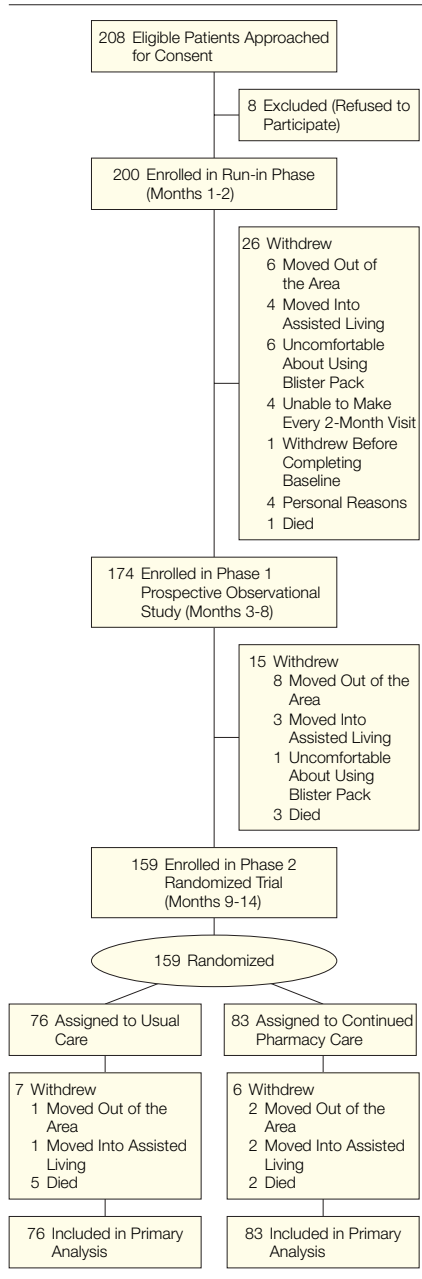 208 Eligible Patients Approached
for Consent
8 Excluded (Refused to
Participate)
200 Enrolled in Run-in Phase
(Months 1-2)
26 Withdrew
6 Moved Out of
the Area
4 Moved Into
Assisted Living
6 Uncomfortable
About Using
Blister Pack
4 Unable to Make
Every 2-Month Visit
1 Withdrew Before
Completing
Baseline
4 Personal Reasons
1 Died
174 Enrolled in Phase 1
Prospective Observational
Study (Months 3-8)
15 Withdrew
8 Moved Out of the
Area
3 Moved Into
Assisted Living
1 Uncomfortable
About Using
Blister Pack
3 Died
159 Enrolled in Phase 2
Randomized Trial
(Months 9-14)
159 Randomized
76 Assigned to Usual
Care
83 Assigned to Continued
Pharmacy Care
7 Withdrew
1 Moved Out of the
Area
1 Moved Into Assisted
Living
5 Died
6 Withdrew
2 Moved Out of the
Area
2 Moved Into Assisted
Living
2 Died
76 Included in Primary
Analysis
83 Included in Primary
Analysis